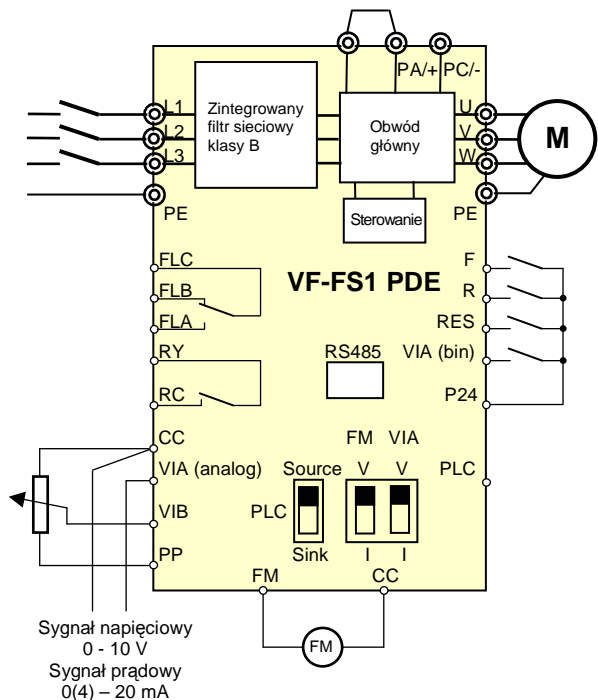 PA/+ PC/-
L1
L2
L3
PE
Zintegrowany
filtr sieciowy
klasy B
Obwód
główny
Sterowanie
U
V
W
PE
M
FLC
FLB
FLA
RY
RC
VF-FS1 PDE
RS485
F
R
RES
VIA (bin)
P24
CC
VIA (analog)
VIB
PP
FM VIA
Source V V
PLC
Sink I I
PLC
FM CC
FM
Sygnał napięciowy
0 - 10 V
Sygnał prądowy
0(4) – 20 mA